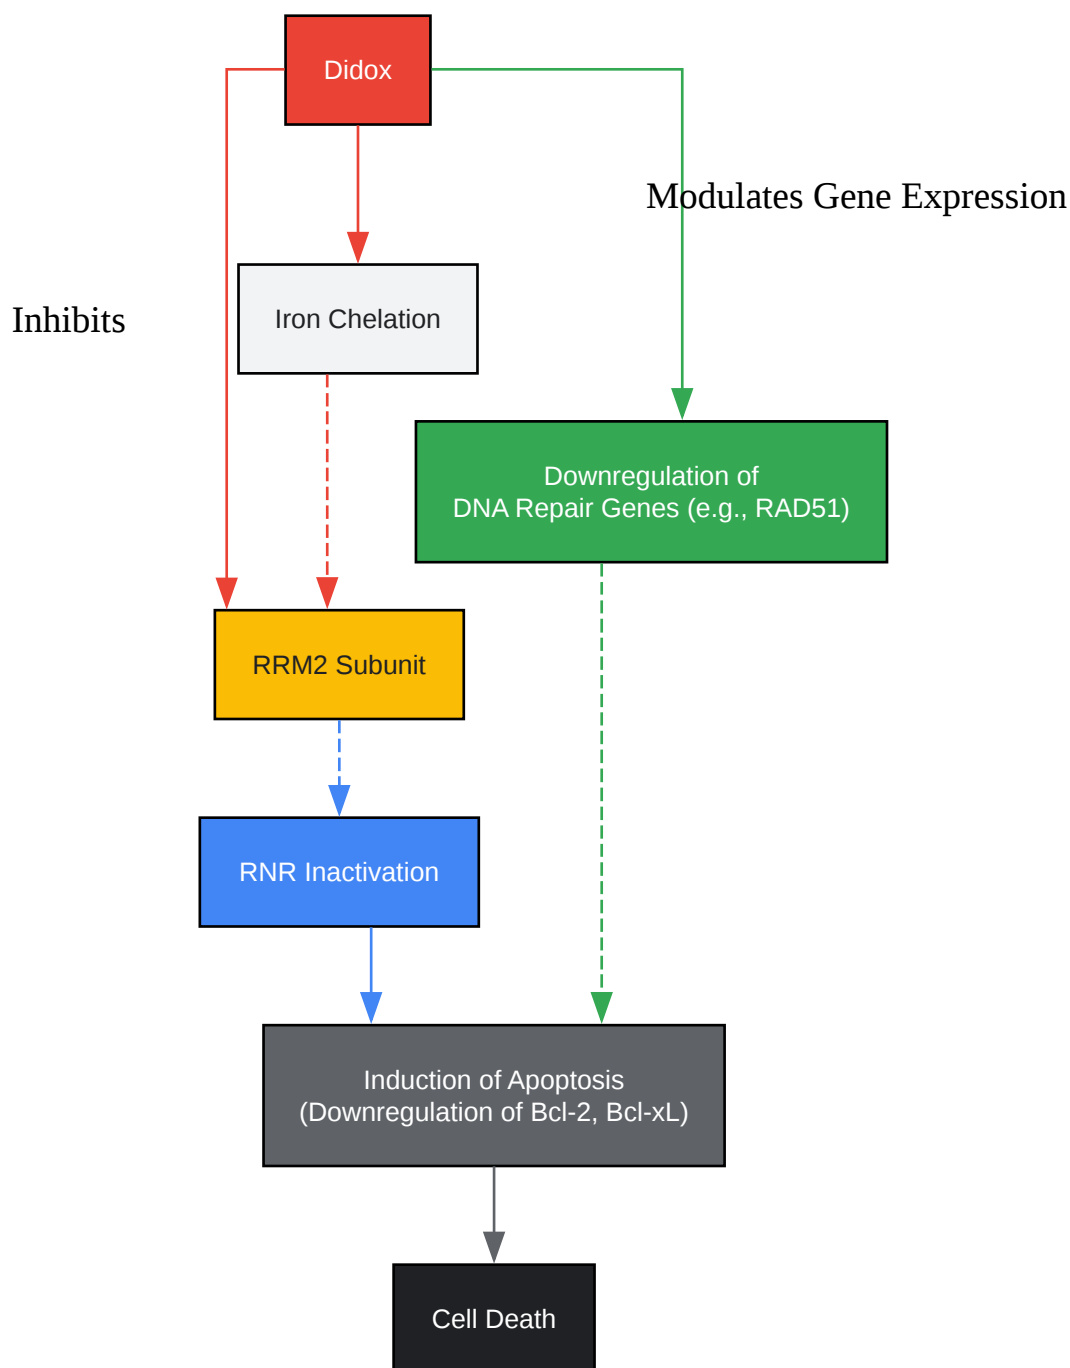 Didox
Modulates Gene Expression
Inhibits
Iron Chelation
Downregulation of
DNA Repair Genes (e.g., RAD51)
RRM2 Subunit
RNR Inactivation
Induction of Apoptosis
(Downregulation of Bcl-2, Bcl-xL)
Cell Death